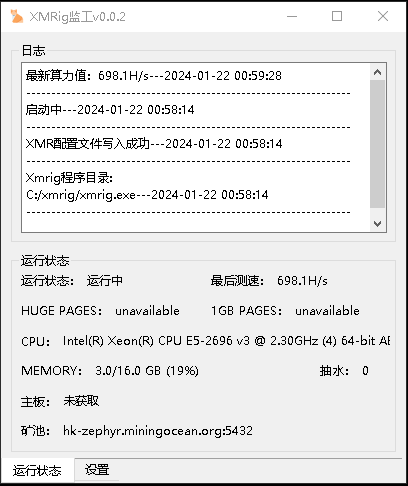 XMRig监工v0.0.2
日志
最新算力值：698.1H/s---2024-01-22 00:59:28
------------------------------------------------------------------
启动中---2024-01-22 00:58:14
------------------------------------------------------------------
XMR配置文件写入成功---2024-01-22 00:58:14
------------------------------------------------------------------
Xmrig程序目录:
C:/xmrig/xmrig.exe---2024-01-22 00:58:14
------------------------------------------------------------------
运行状态
运行状态： 运行中 最后测速： 698.1H/s
HUGE PAGES： unavailable 1GB PAGES： unavailable
CPU： Intel(R) Xeon(R) CPU E5-2696 v3 @ 2.30GHz (4) 64-bit AE
MEMORY： 3.0/16.0 GB (19%) 抽水： 0
主板： 未获取
矿池： hk-zephyr.miningocean.org:5432
运行状态 设置